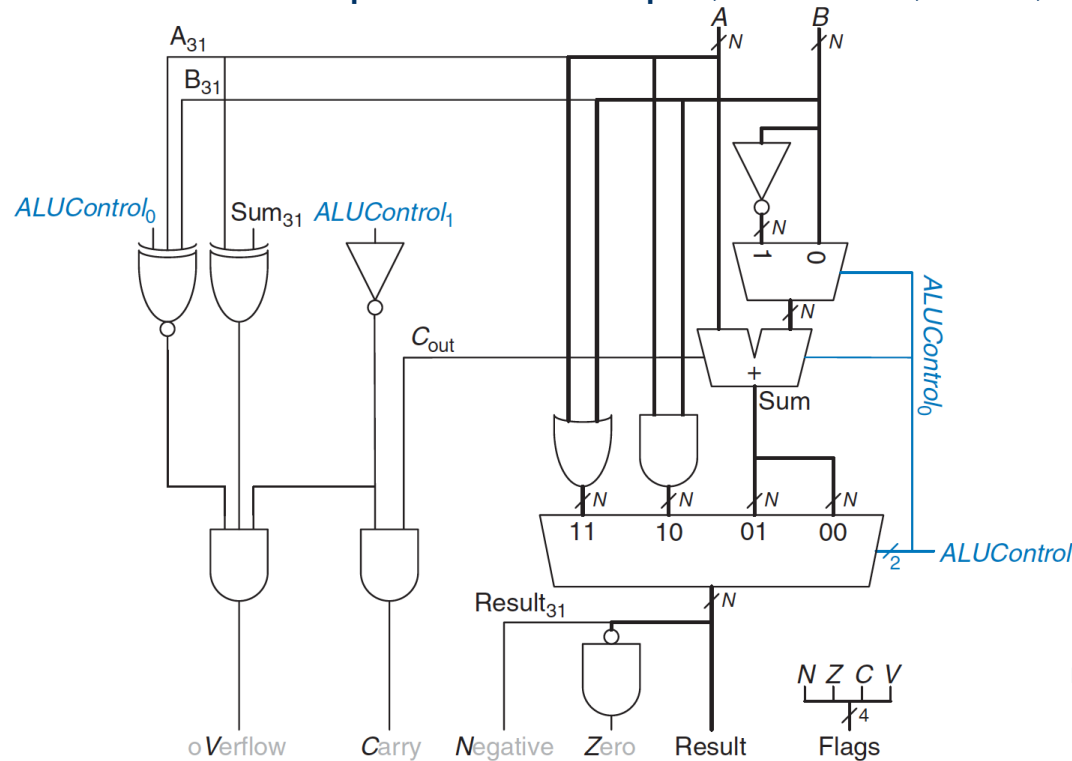 A B
A31 N N
B31
ALUControl0 Sum31 ALUControl1
N
1 0
ALUControl0
N
Cout
+
Sum
N N N N
11 10 01 00
2 ALUControl
Result31 N
N Z C V
4
oVerflow Carry Negative Zero Result Flags